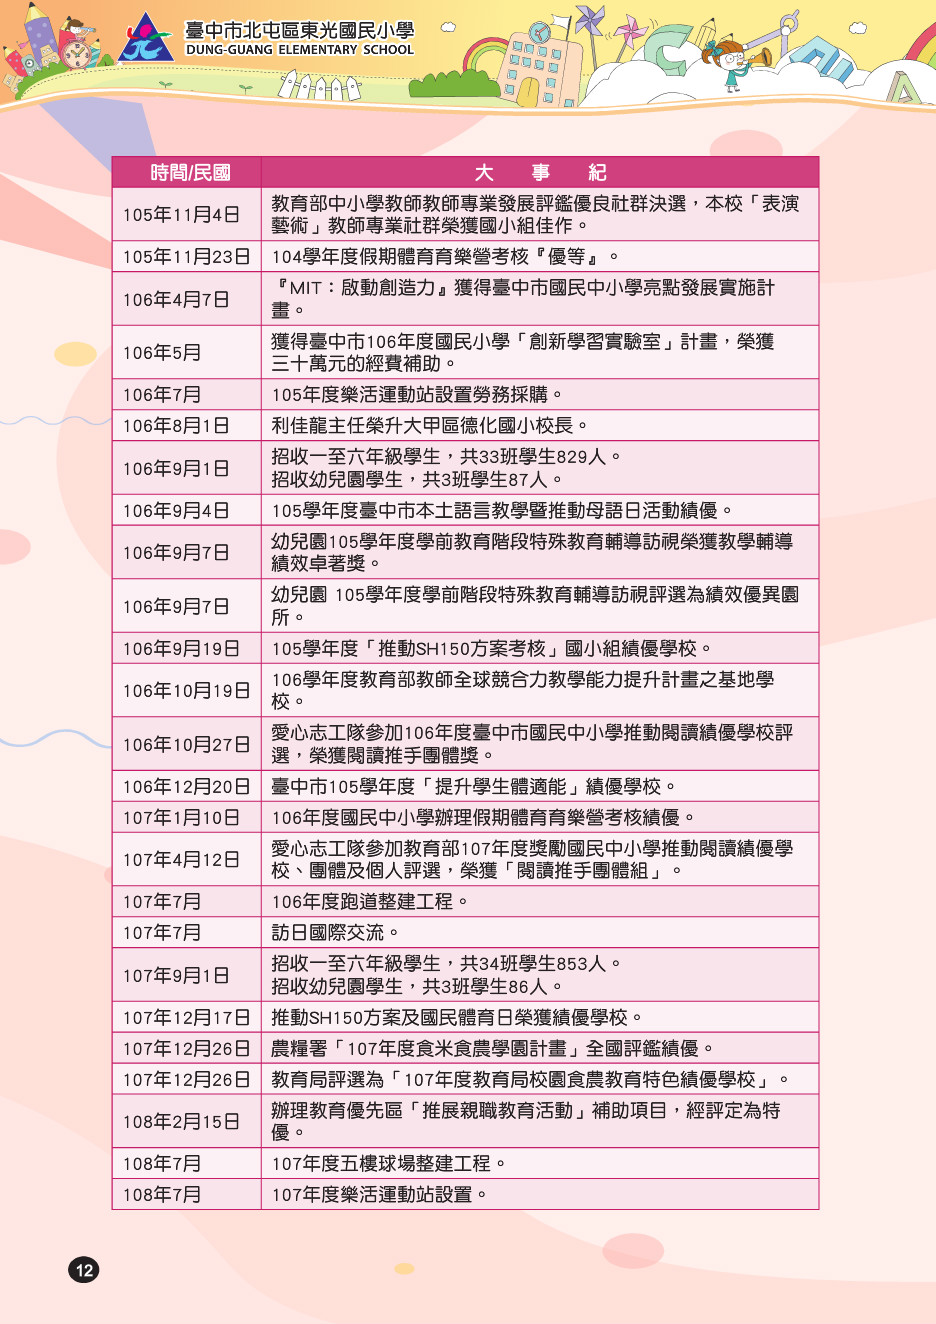 臺中市北屯區東光國民小學
DUNG-GUANG ELEMENTARY SCHOOL
時間/民國 大事紀
105年11月4日 教育部中小學教師教師專業發展評鑑優良社群決選，本校「表演
藝術」教師專業社群榮獲國小組佳作。
105年11月23日 104學年度假期體育育樂營考核『優等』。
106年4月7日 『MIT：啟動創造力』獲得臺中市國民中小學亮點發展實施計
畫。
106年5月 獲得臺中市106年度國民小學「創新學習實驗室」計畫，榮獲
三十萬元的經費補助。
106年7月 105年度樂活運動站設置勞務採購。
106年8月1日 利佳龍主任榮升大甲區德化國小校長。
106年9月1日 招收一至六年級學生，共33班學生829人。
招收幼兒園學生，共3班學生87人。
106年9月4日 105學年度臺中市本土語言教學暨推動母語日活動績優。
106年9月7日 幼兒園105學年度學前教育階段特殊教育輔導訪視榮獲教學輔導
績效卓著獎。
106年9月7日 幼兒園 105學年度學前階段特殊教育輔導訪視評選為績效優異園
所。
106年9月19日 105學年度「推動SH150方案考核」國小組績優學校。
106年10月19日 106學年度教育部教師全球競合力教學能力提升計畫之基地學
校。
106年10月27日 愛心志工隊參加106年度臺中市國民中小學推動閱讀績優學校評
選，榮獲閱讀推手團體獎。
106年12月20日 臺中市105學年度「提升學生體適能」績優學校。
107年1月10日 106年度國民中小學辦理假期體育育樂營考核績優。
107年4月12日 愛心志工隊參加教育部107年度獎勵國民中小學推動閱讀績優學
校、團體及個人評選，榮獲「閱讀推手團體組」。
107年7月 106年度跑道整建工程。
107年7月 訪日國際交流。
107年9月1日 招收一至六年級學生，共34班學生853人。
招收幼兒園學生，共3班學生86人。
107年12月17日 推動SH150方案及國民體育日榮獲績優學校。
107年12月26日 農糧署「107年度食米食農學園計畫」全國評鑑績優。
107年12月26日 教育局評選為「107年度教育局校園食農教育特色績優學校」。
108年2月15日 辦理教育優先區「推展親職教育活動」補助項目，經評定為特
優。
108年7月 107年度五樓球場整建工程。
108年7月 107年度樂活運動站設置。
12